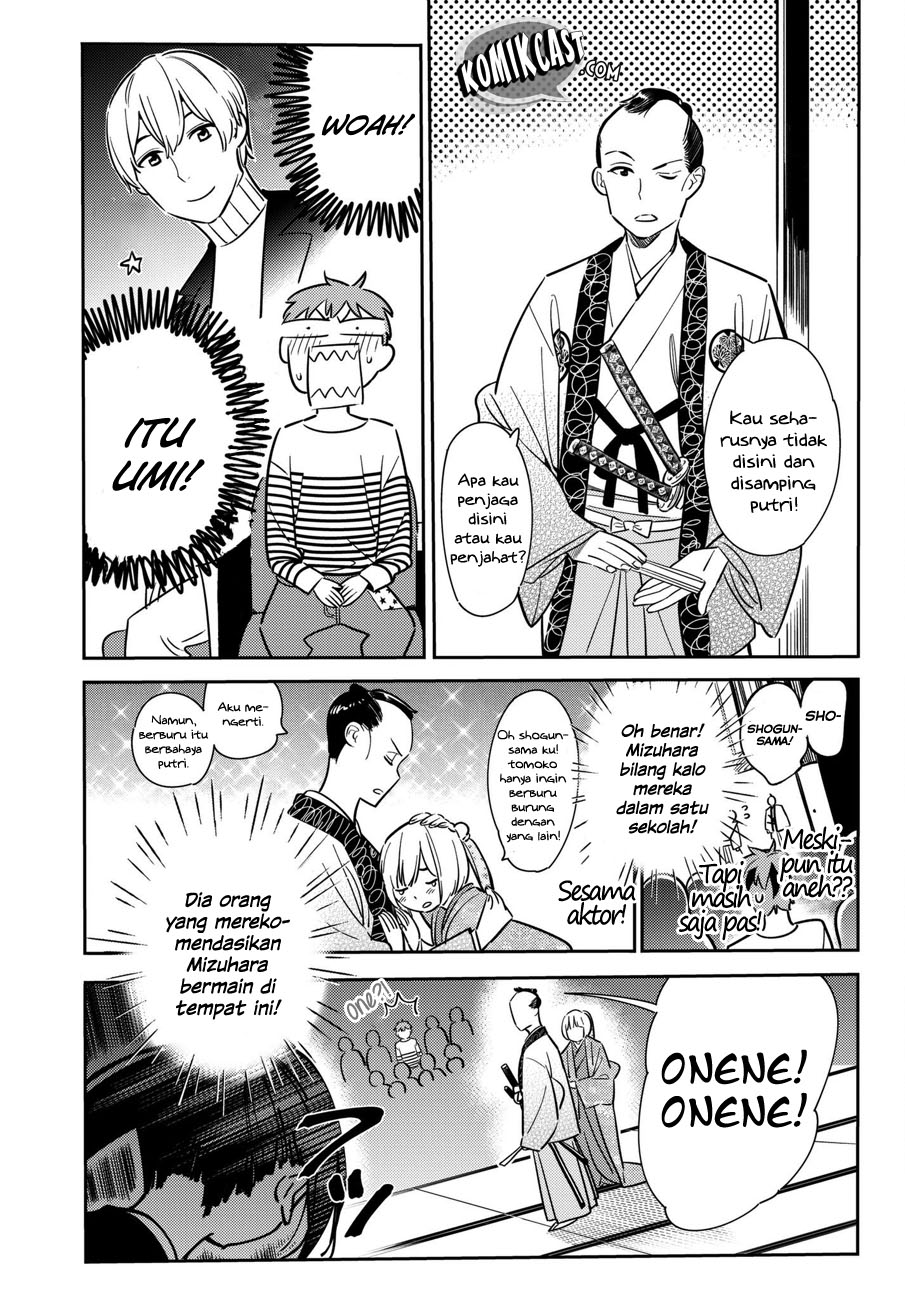 KOMIKCAST
.COM
Kau seha-
rusnya tidak
disini dan
disamping
putri!
Apa kau
penjaga
disini
atau kau
penjahat?
WOAH!
ITU
UMI!
SHO-
SHOGUN-
SAMA!
Meski-
pun itu
aneh??
Tapi
masih
saja pas!
Oh benar!
Mizuhara
bilang kalo
mereka
dalam satu
sekolah!
Oh shogun-
sama ku!
tomoko
hanya ingin
berburu
burung
dengan
yang lain!
Sesama
aktor!
Aku me-
ngerti.
Namun,
Berburu itu
berbahaya
putri.
Dia orang
yang mereko-
mendasikan
Mizuhara
bermain di
tempat ini!
ONENE!
ONENE!
one?!